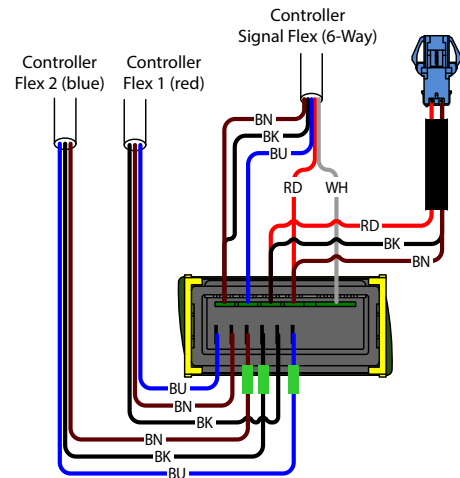 Controller
Signal Flex (6-Way)
Controller
Flex 2 (blue)
Controller
Flex 1 (red)
BN
BK
BU
RD
WH
RD
BK
BN
BU
BN
BK
BN
BK
BU